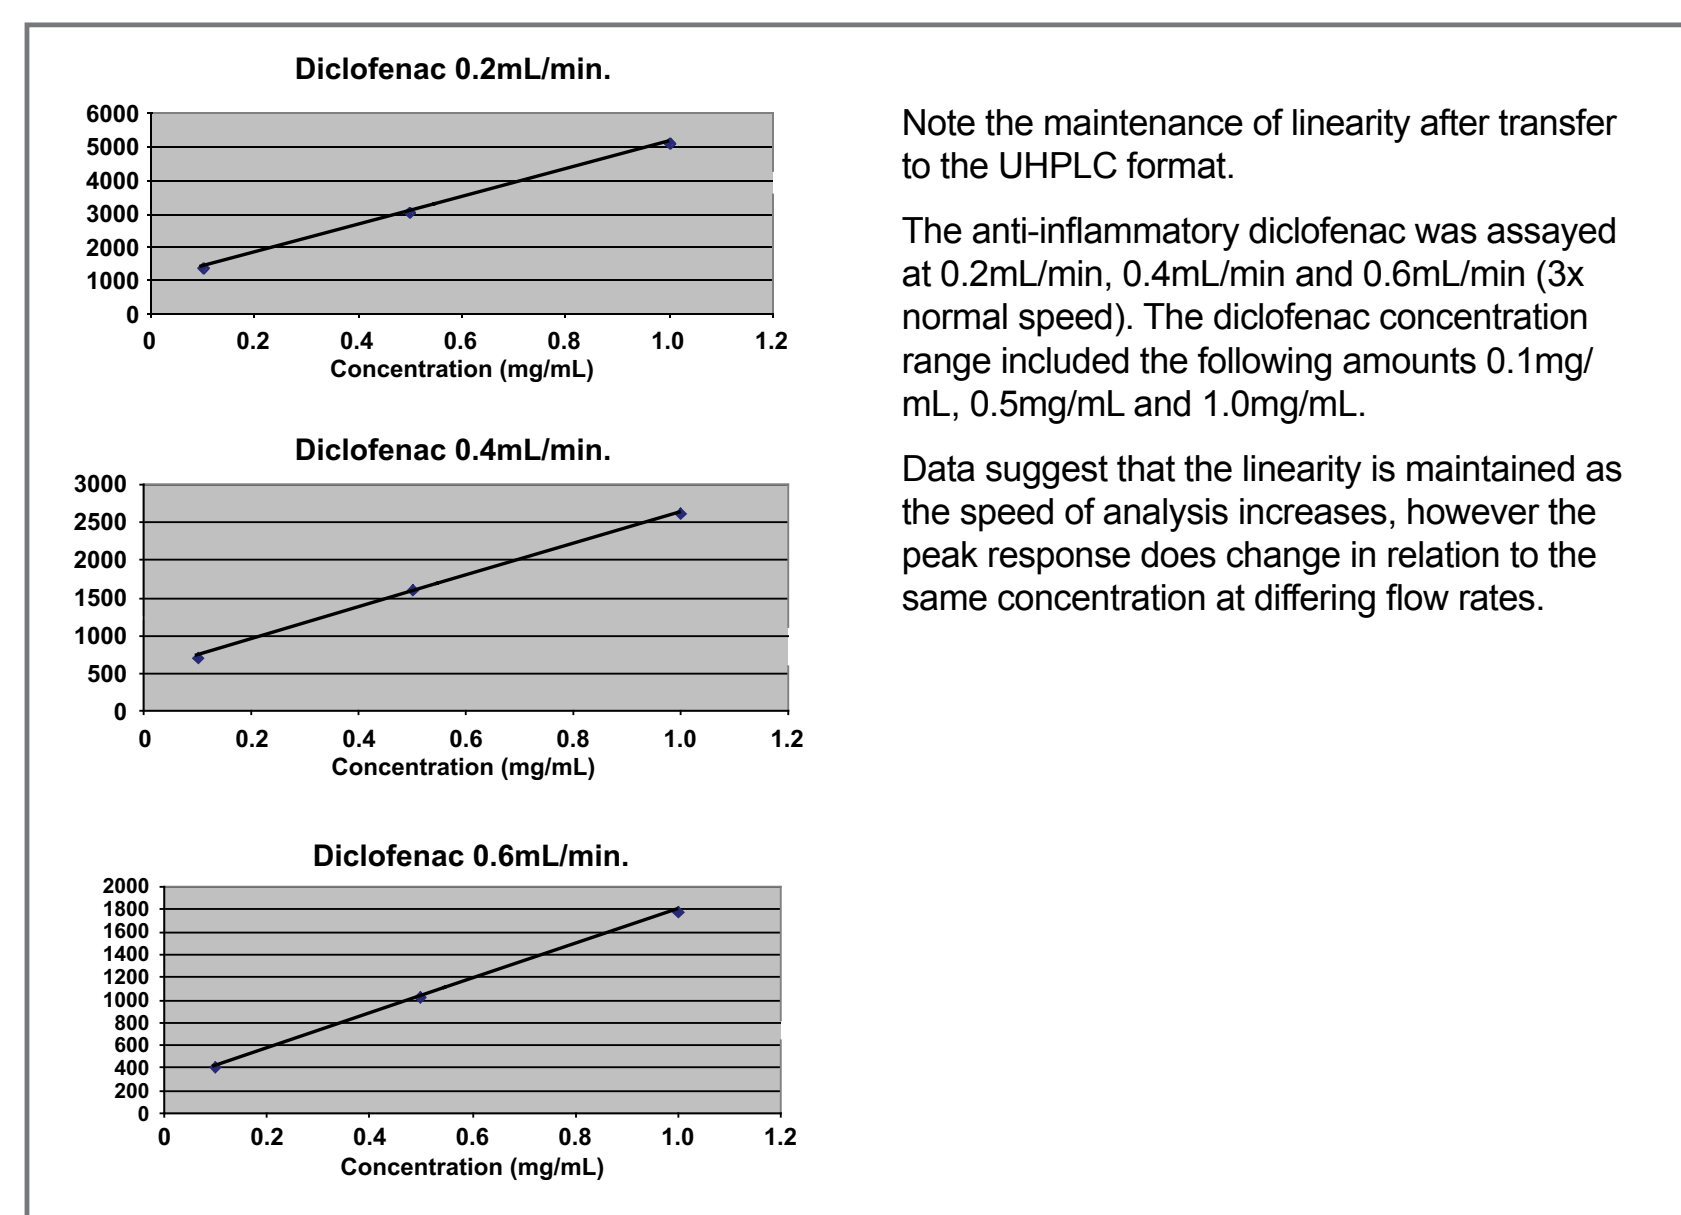 Diclofenac 0.2mL/min.
6000
5000
4000
3000
2000
1000
0
0 0.2 0.4 0.6 0.8 1.0 1.2
Concentration (mg/mL)
Diclofenac 0.4mL/min.
3000
2500
2000
1500
1000
500
0
0 0.2 0.4 0.6 0.8 1.0 1.2
Concentration (mg/mL)
Diclofenac 0.6mL/min.
2000
1800
1600
1400
1200
1000
800
600
400
200
0
0 0.2 0.4 0.6 0.8 1.0 1.2
Concentration (mg/mL)
Note the maintenance of linearity after transfer
to the UHPLC format.
The anti-inflammatory diclofenac was assayed
at 0.2mL/min, 0.4mL/min and 0.6mL/min (3x
normal speed). The diclofenac concentration
range included the following amounts 0.1mg/
mL, 0.5mg/mL and 1.0mg/mL.
Data suggest that the linearity is maintained as
the speed of analysis increases, however the
peak response does change in relation to the
same concentration at differing flow rates.